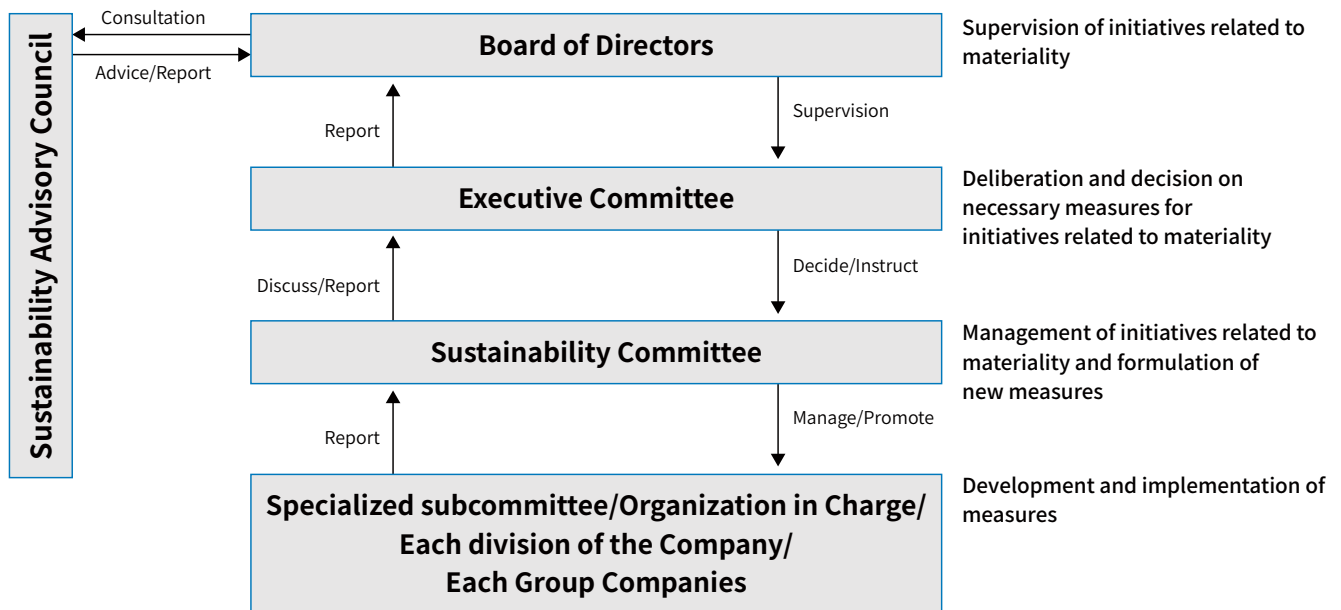 Sustainability Advisory Council
Consultation
Advice/Report
Board of Directors
Supervision of initiatives related to
materiality
Report
Supervision
Executive Committee
Deliberation and decision on
necessary measures for
initiatives related to materiality
Discuss/Report
Decide/Instruct
Sustainability Committee
Management of initiatives related to
materiality and formulation of
new measures
Report
Manage/Promote
Specialized subcommittee/Organization in Charge/
Each division of the Company/
Each Group Companies
Development and implementation of
measures